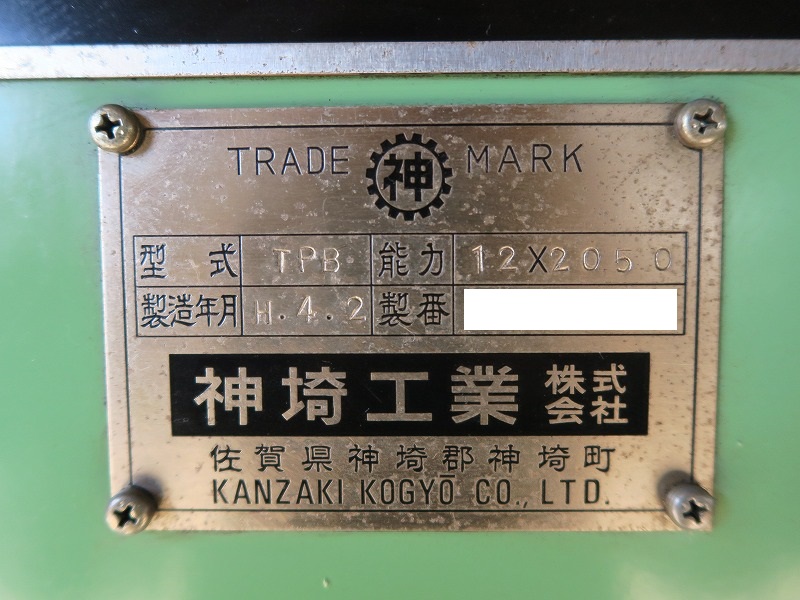 TRADE 神 MARK
型式 TPB 能力 12X2050
製造年月 H.4.2 製番
神埼工業 株式会社
佐賀県神埼郡神埼町
KANZAKI KOGYŌ CO., LTD.